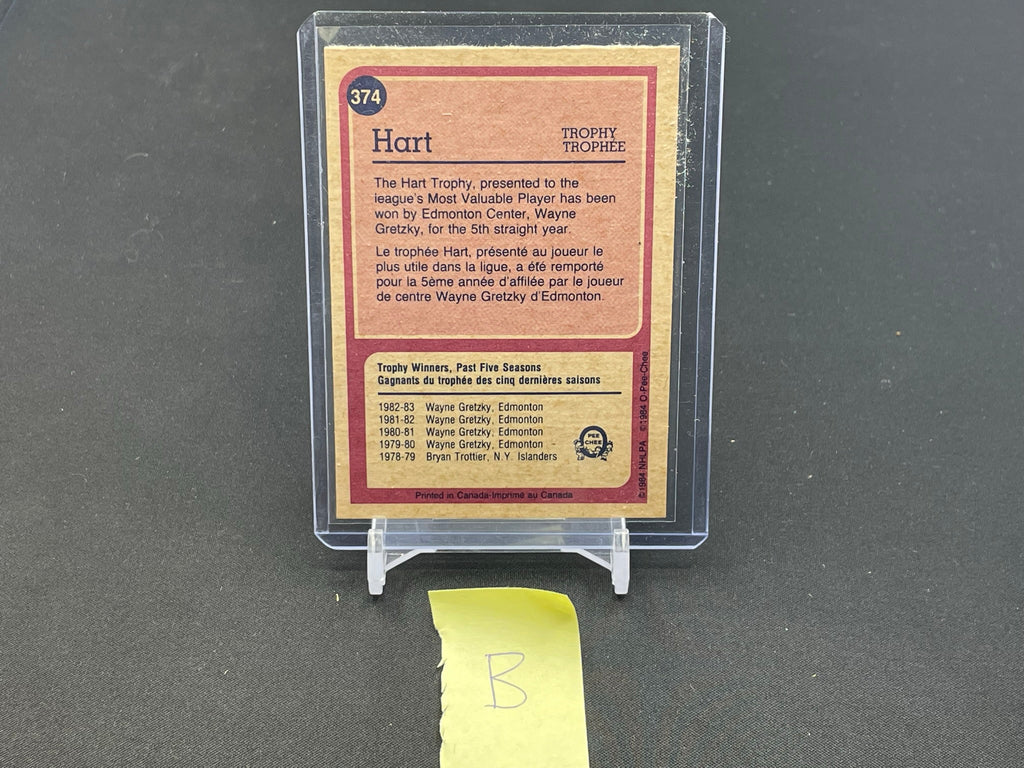 374
Hart
TROPHY
TROPHÉE
The Hart Trophy, presented to the
league's Most Valuable Player has been
won by Edmonton Center, Wayne
Gretzky, for the 5th straight year.
Le trophée Hart, présenté au joueur le
plus utile dans la ligue, a été remporté
pour la 5ème année d'affilée par le joueur
de centre Wayne Gretzky d'Edmonton.
Trophy Winners, Past Five Seasons
Gagnants du trophée des cinq dernières saisons
1982-83 Wayne Gretzky, Edmonton
1981-82 Wayne Gretzky, Edmonton
1980-81 Wayne Gretzky, Edmonton
1979-80 Wayne Gretzky, Edmonton
1978-79 Bryan Trottier, N.Y. Islanders
O
PEE
CHEE
©1984 NHLPA ©1984 O-Pee-Chee
Printed in Canada-Imprimé au Canada
B